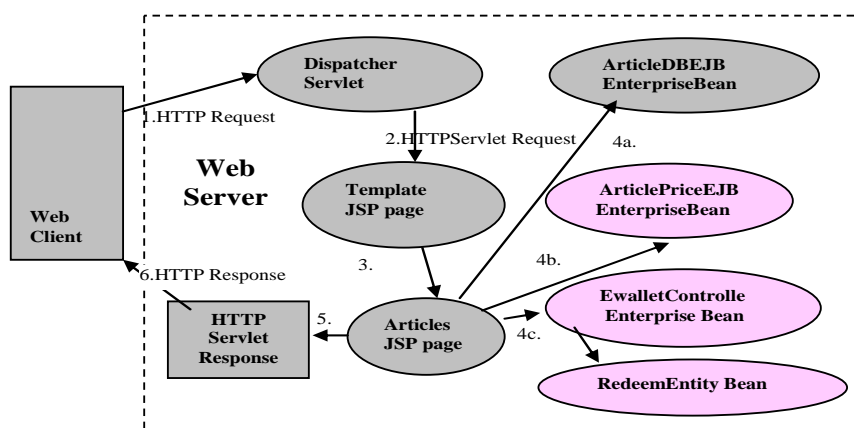 Dispatcher
Servlet
ArticleDBEJB
EnterpriseBean
1.HTTP Request
2.HTTPServlet Request
4a.
Web
Server
Template
JSP page
ArticlePriceEJB
EnterpriseBean
Web
Client
3.
4b.
6.HTTP Response
EwalletControlle
Enterprise Bean
HTTP
Servlet
Response
5.
Articles
JSP page
4c.
RedeemEntity Bean